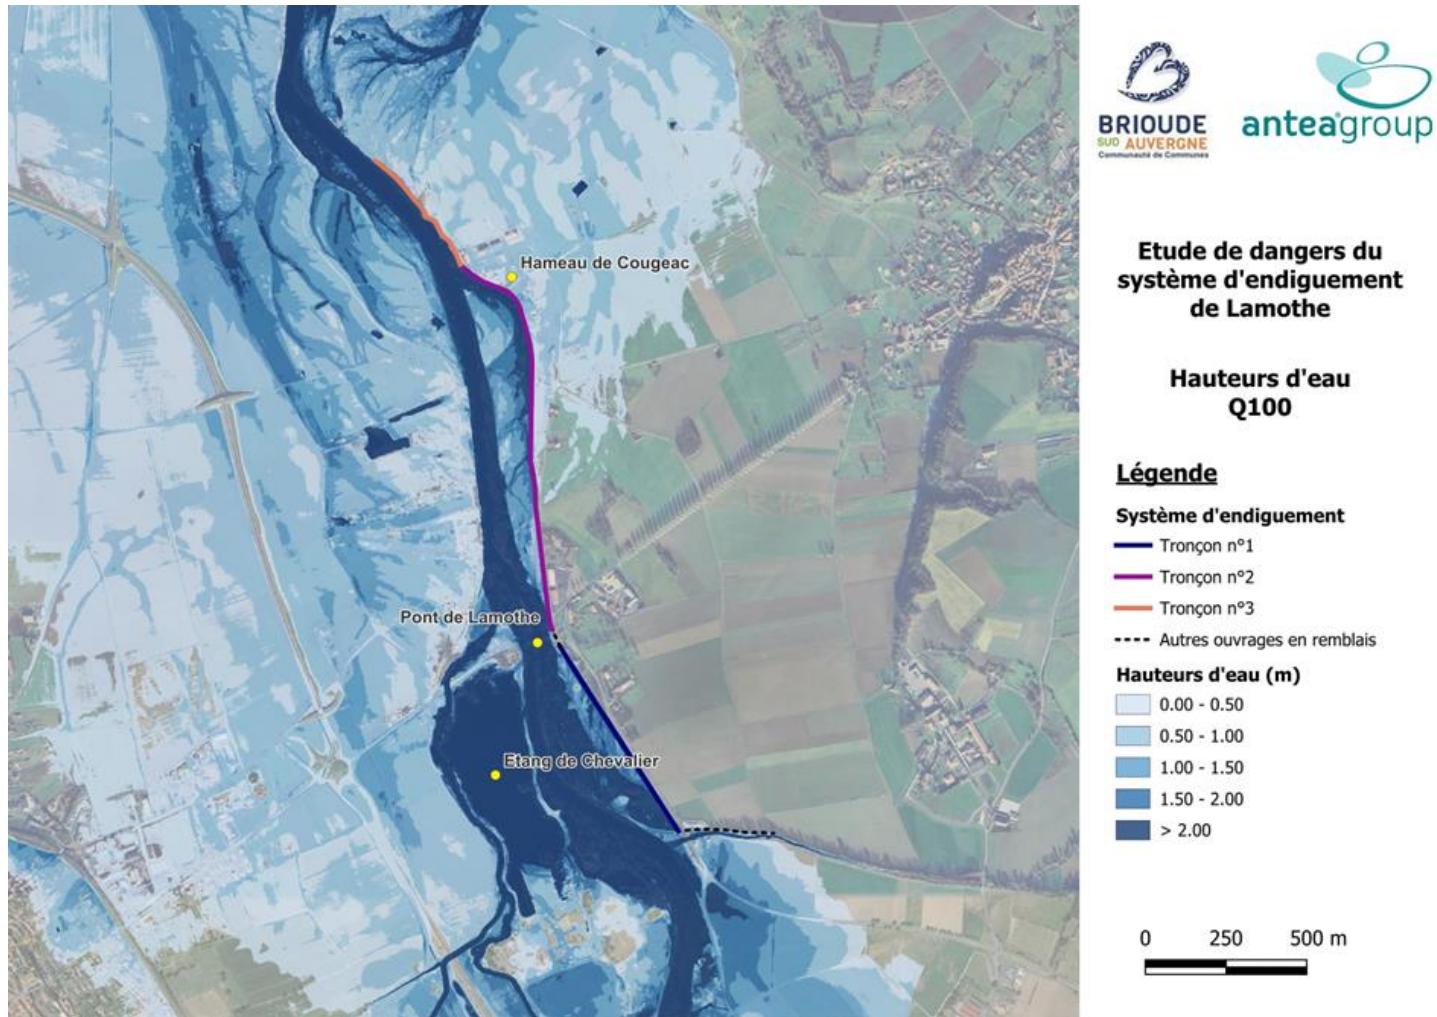 BRIOUDE
SUD AUVERGNE
Communauté de Communes
anteagroup
Etude de dangers du
système d'endiguement
de Lamothe
Hauteurs d'eau
Q100
Légende
Système d'endiguement
Tronçon n°1
Tronçon n°2
Tronçon n°3
Autres ouvrages en remblais
Hauteurs d'eau (m)
0.00 - 0.50
0.50 - 1.00
1.00 - 1.50
1.50 - 2.00
> 2.00
0 250 500 m
Hameau de Cougeac
Pont de Lamothe
Etang de Chevalier